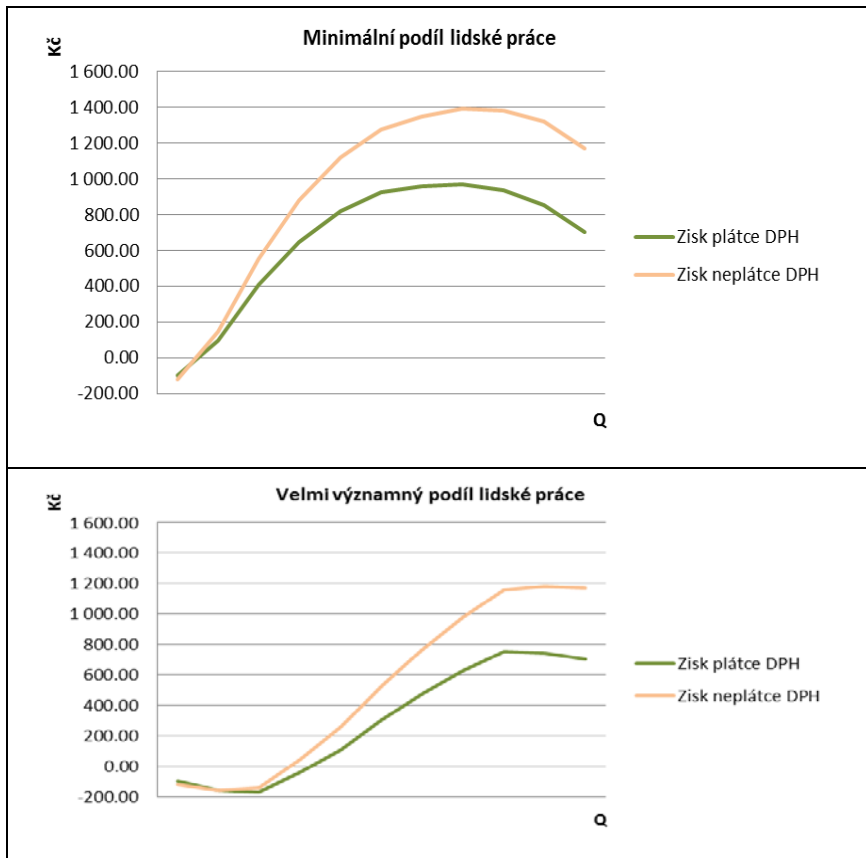 Minimální podíl lidské práce
Kč
1 600.00
1 400.00
1 200.00
1 000.00
800.00
600.00
400.00
200.00
0.00
-200.00
Q
Zisk plátce DPH
Zisk neplátce DPH
Velmi významný podíl lidské práce
Kč
1 600.00
1 400.00
1 200.00
1 000.00
800.00
600.00
400.00
200.00
0.00
-200.00
Q
Zisk plátce DPH
Zisk neplátce DPH